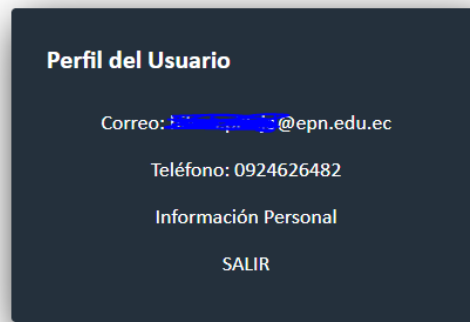 Perfil del Usuario
Correo: @epn.edu.ec
Teléfono: 0924626482
Información Personal
SALIR